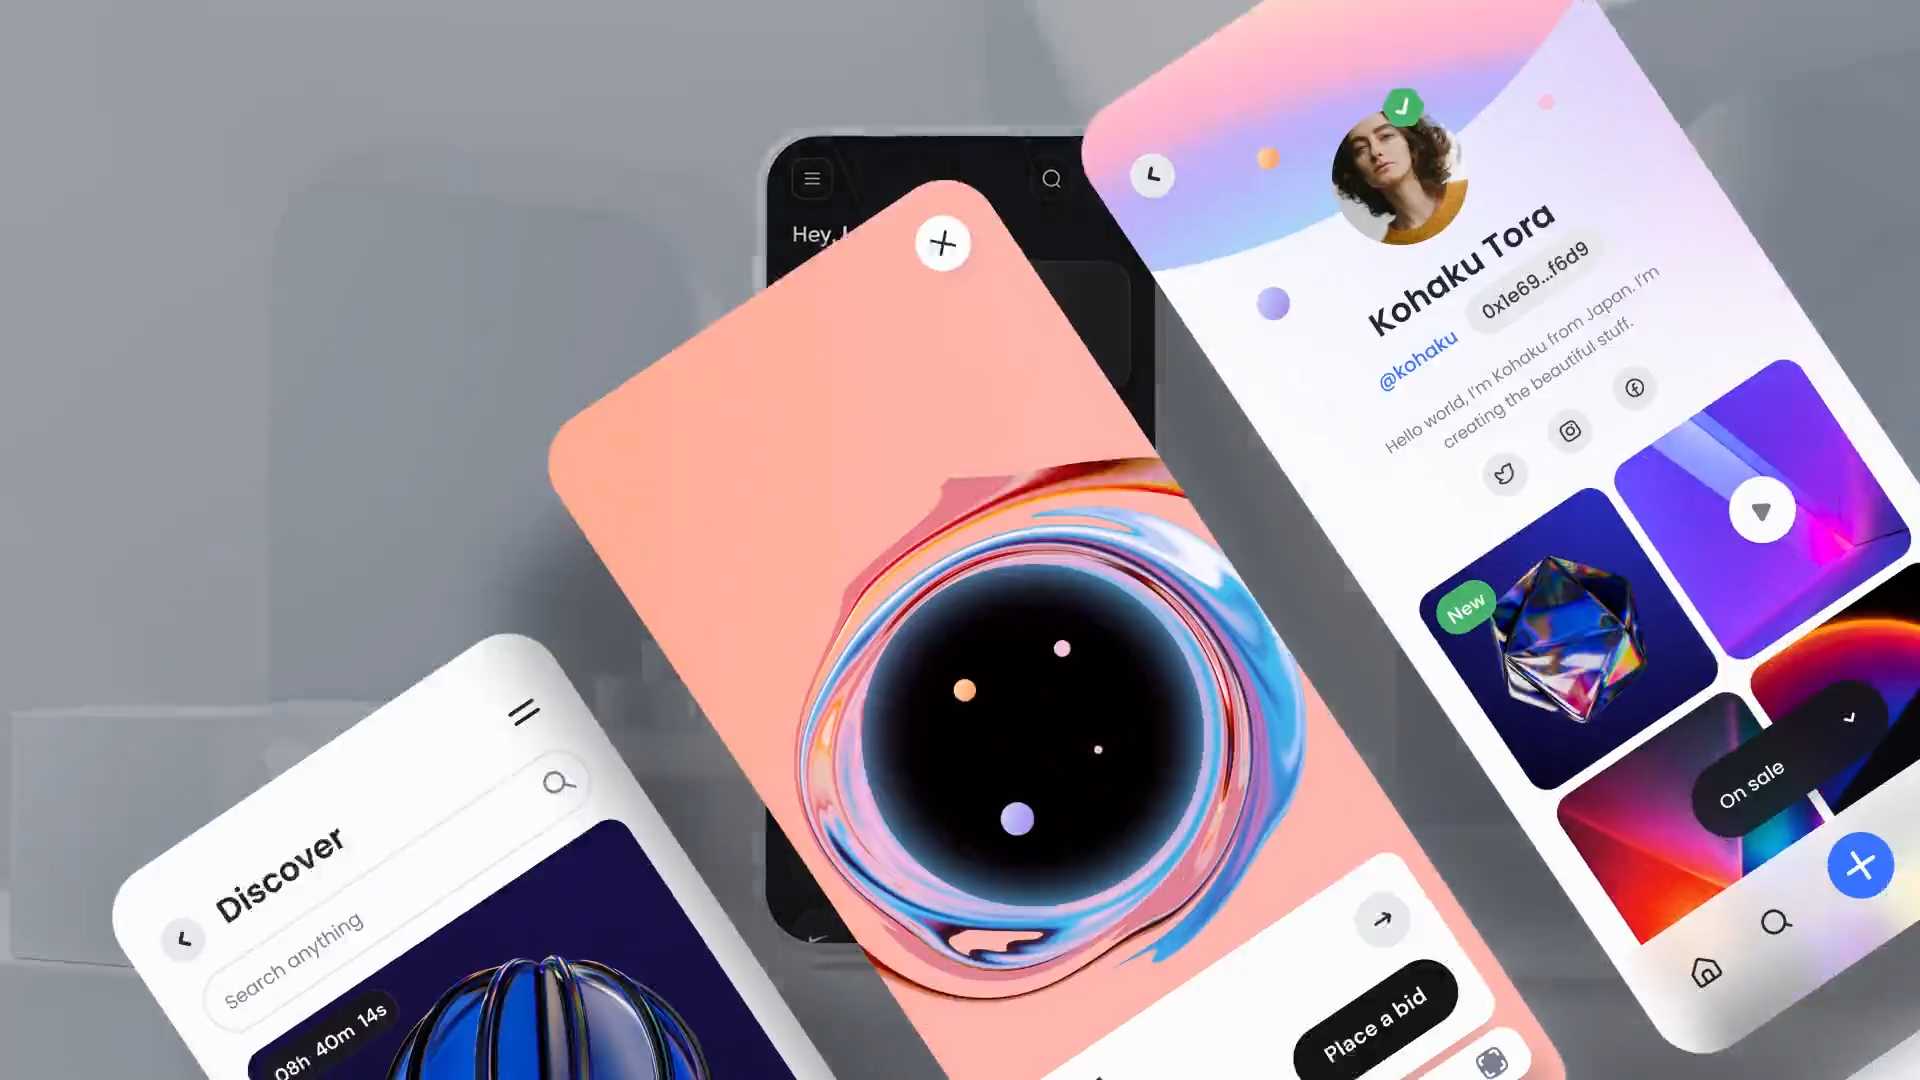 Hey,
Kohaku Tora
@kohaku
0x1e69...f6d9
Hello world, I'm Kohaku from Japan. I'm
creating the beautiful stuff.
New
On sale
Discover
Search anything
08h 40m 14s
Place a bid